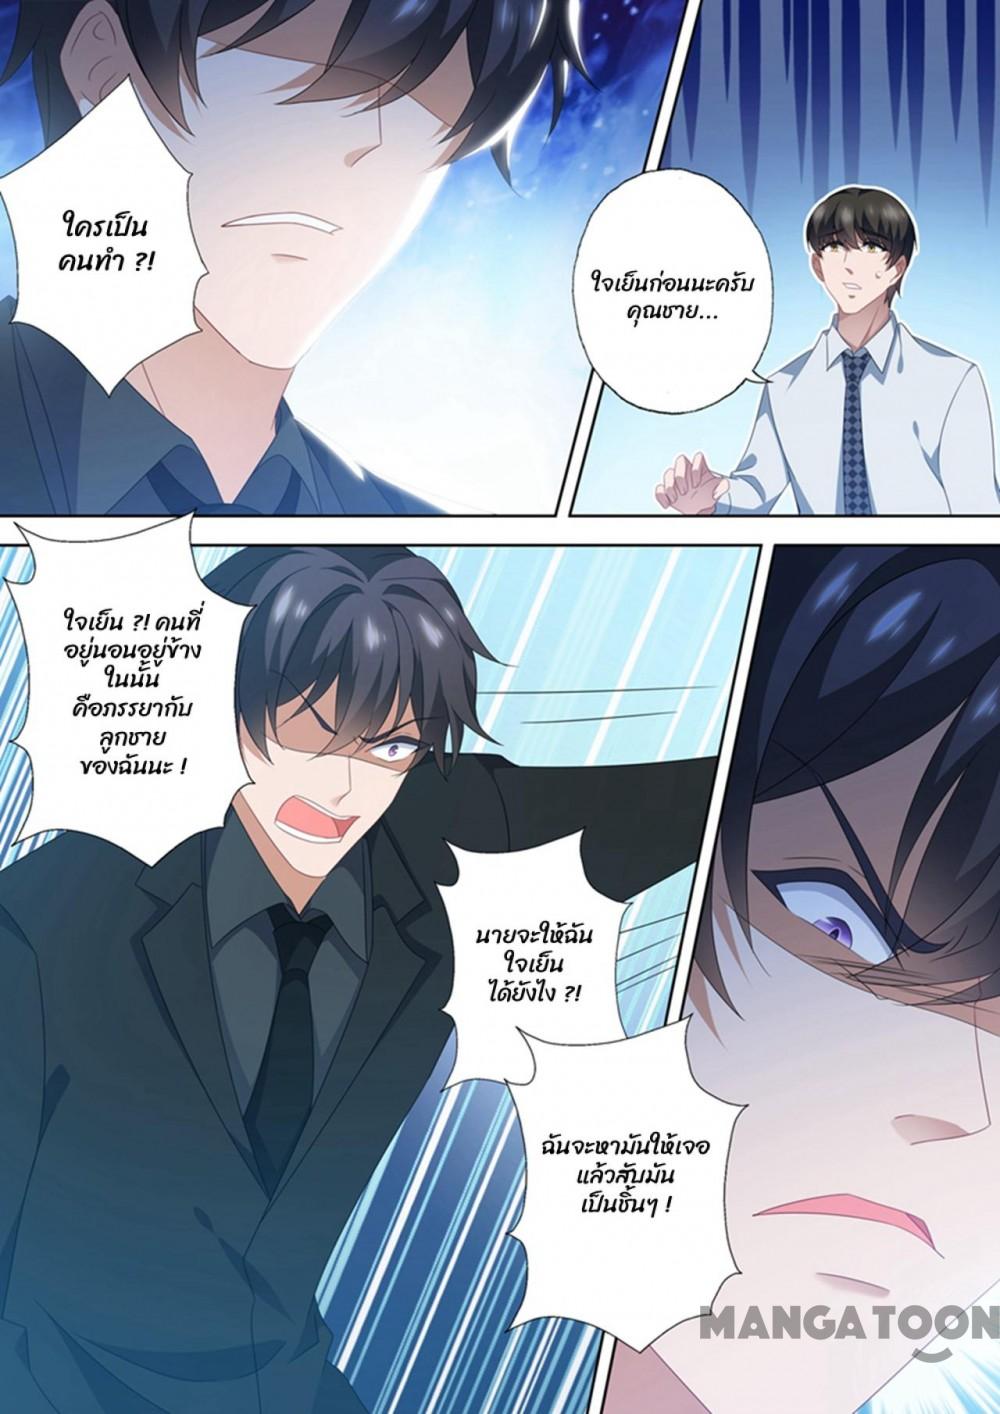 ใครเป็น
คนทำ ?!
ใจเย็นก่อนนะครับ
คุณชาย...
ใจเย็น ?! คนที่
อยู่นอนอยู่ข้าง
ในนั้น
คือภรรยากับ
ลูกชาย
ของฉันนะ !
นายจะให้ฉัน
ใจเย็น
ได้ยังไง ?!
ฉันจะหามันให้เจอ
แล้วสับมัน
เป็นชิ้นๆ !
MANGATOON